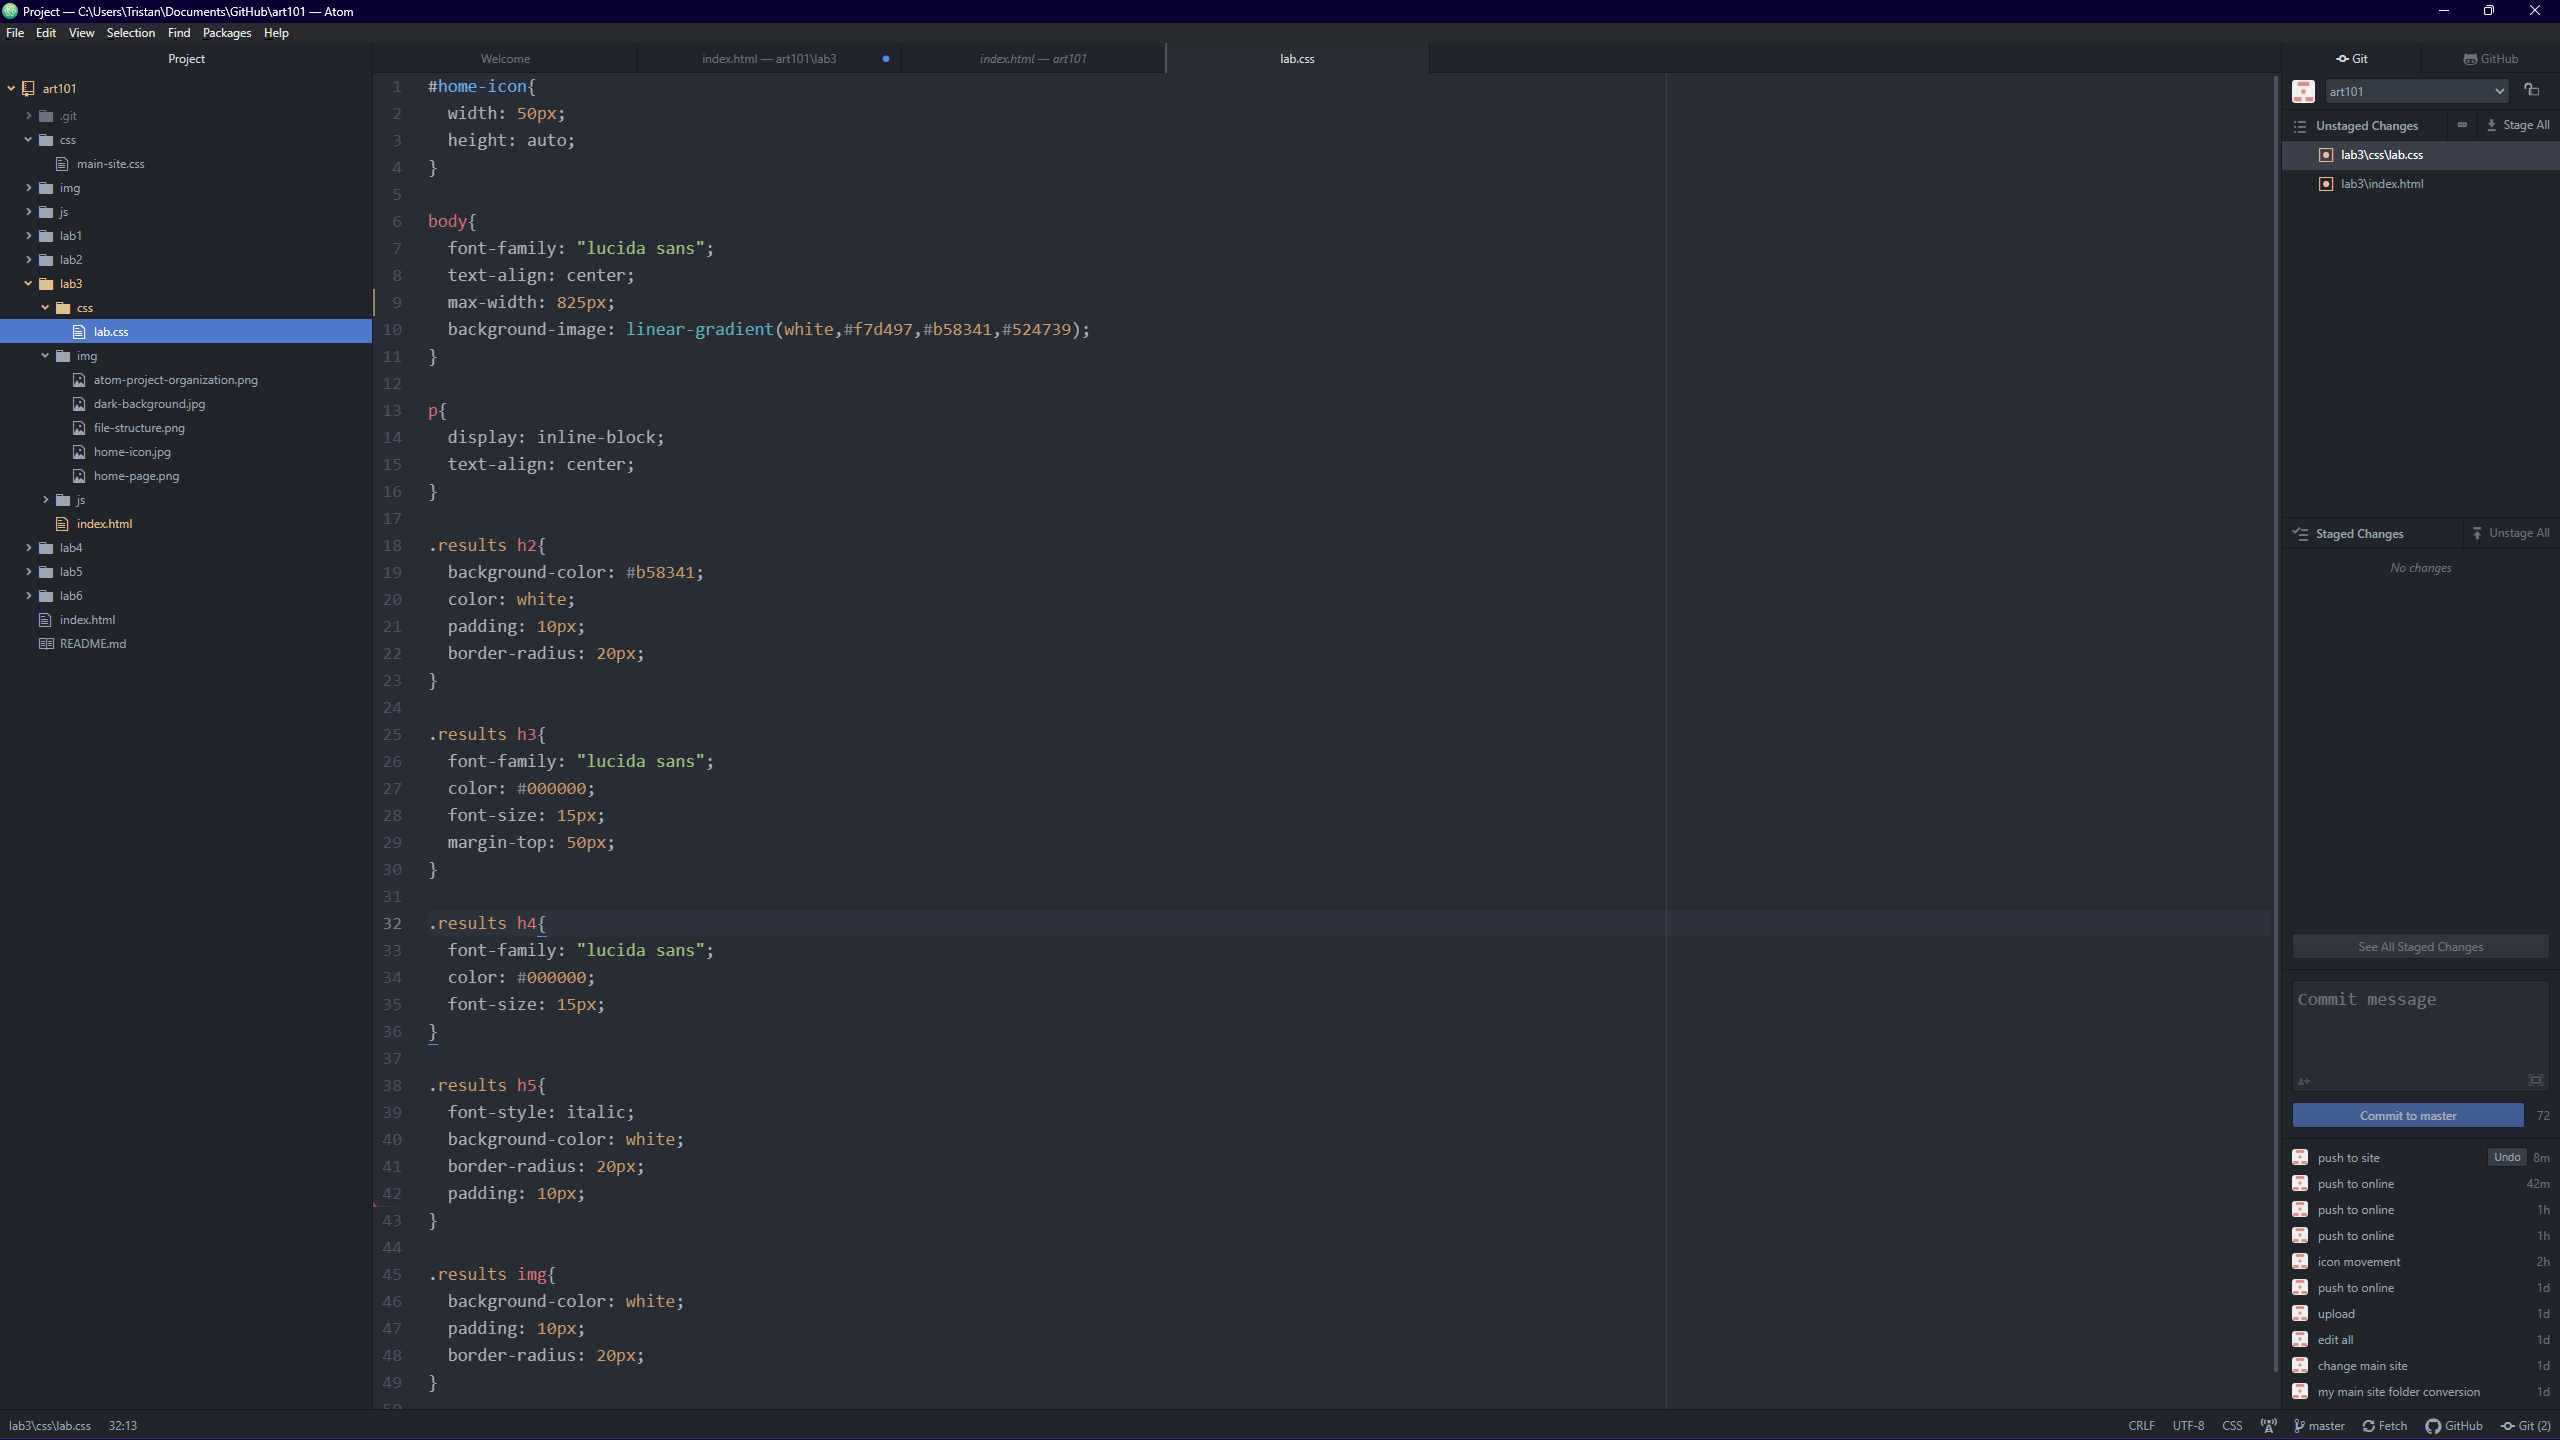 Project — C:\Users\Tristan\Documents\GitHub\art101 — Atom
File Edit View Selection Find Packages Help
Project
art101
.git
css
main-site.css
img
js
lab1
lab2
lab3
css
lab.css
img
atom-project-organization.png
dark-background.jpg
file-structure.png
home-icon.jpg
home-page.png
js
index.html
lab4
lab5
lab6
index.html
README.md
Welcome
index.html — art101\lab3
index.html — art101
lab.css
1 #home-icon{
2   width: 50px;
3   height: auto;
4 }
5
6 body{
7   font-family: "lucida sans";
8   text-align: center;
9   max-width: 825px;
10   background-image: linear-gradient(white,#f7d497,#b58341,#524739);
11 }
12
13 p{
14   display: inline-block;
15   text-align: center;
16 }
17
18 .results h2{
19   background-color: #b58341;
20   color: white;
21   padding: 10px;
22   border-radius: 20px;
23 }
24
25 .results h3{
26   font-family: "lucida sans";
27   color: #000000;
28   font-size: 15px;
29   margin-top: 50px;
30 }
31
32 .results h4{
33   font-family: "lucida sans";
34   color: #000000;
35   font-size: 15px;
36 }
37
38 .results h5{
39   font-style: italic;
40   background-color: white;
41   border-radius: 20px;
42   padding: 10px;
43 }
44
45 .results img{
46   background-color: white;
47   padding: 10px;
48   border-radius: 20px;
49 }
50
Git
GitHub
art101
Unstaged Changes
Stage All
lab3\css\lab.css
lab3\index.html
Staged Changes
Unstage All
No changes
See All Staged Changes
Commit message
Commit to master 72
push to site Undo 8m
push to online 42m
push to online 1h
push to online 1h
icon movement 2h
push to online 1d
upload 1d
edit all 1d
change main site 1d
my main site folder conversion 1d
lab3\css\lab.css 32:13
CRLF UTF-8 CSS master Fetch GitHub Git (2)